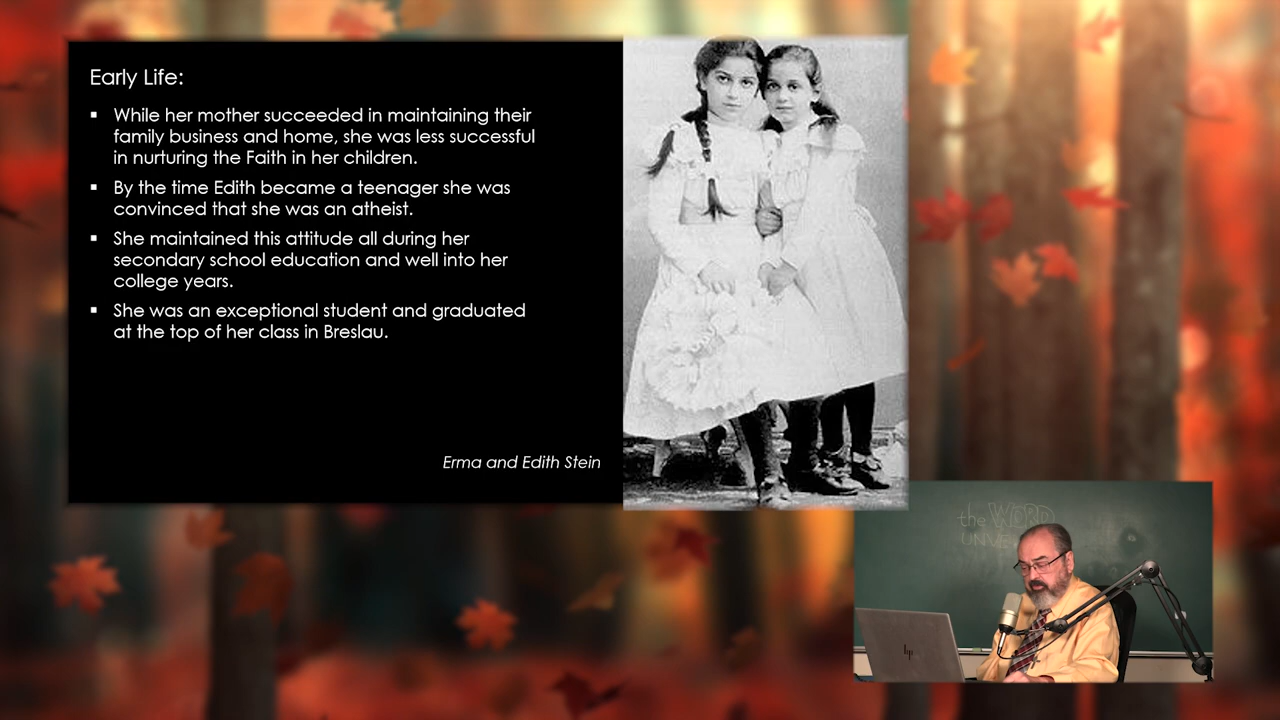 Early Life:
▪ While her mother succeeded in maintaining their
family business and home, she was less successful
in nurturing the Faith in her children.
▪ By the time Edith became a teenager she was
convinced that she was an atheist.
▪ She maintained this attitude all during her
secondary school education and well into her
college years.
▪ She was an exceptional student and graduated
at the top of her class in Breslau.
Erma and Edith Stein
the WORD
hp